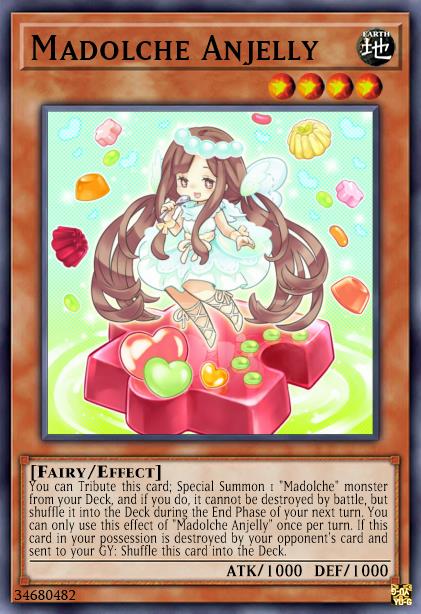 MADOLCHE ANJELLY
EARTH
地
[FAIRY/EFFECT]
You can Tribute this card; Special Summon 1 "Madolche" monster
from your Deck, and if you do, it cannot be destroyed by battle, but
shuffle it into the Deck during the End Phase of your next turn. You
can only use this effect of "Madolche Anjelly" once per turn. If this
card in your possession is destroyed by your opponent's card and
sent to your GY: Shuffle this card into the Deck.
ATK/1000 DEF/1000
34680482